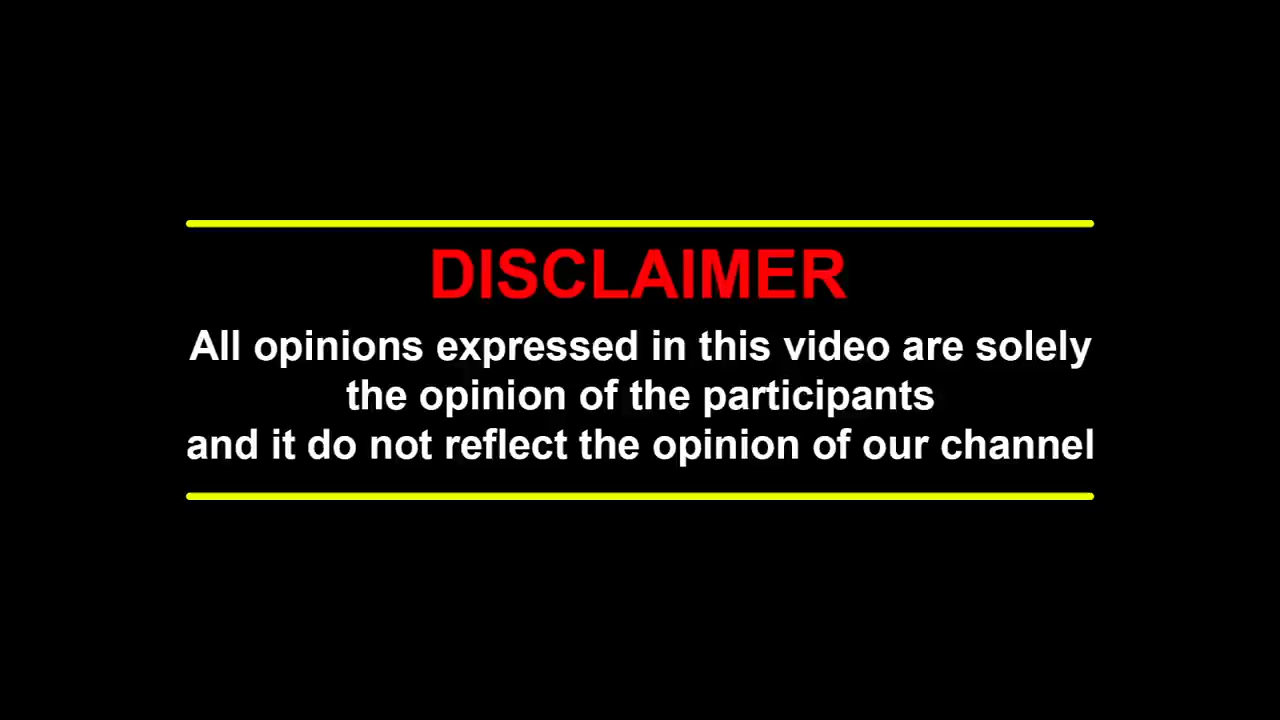 DISCLAIMER
All opinions expressed in this video are solely
the opinion of the participants
and it do not reflect the opinion of our channel